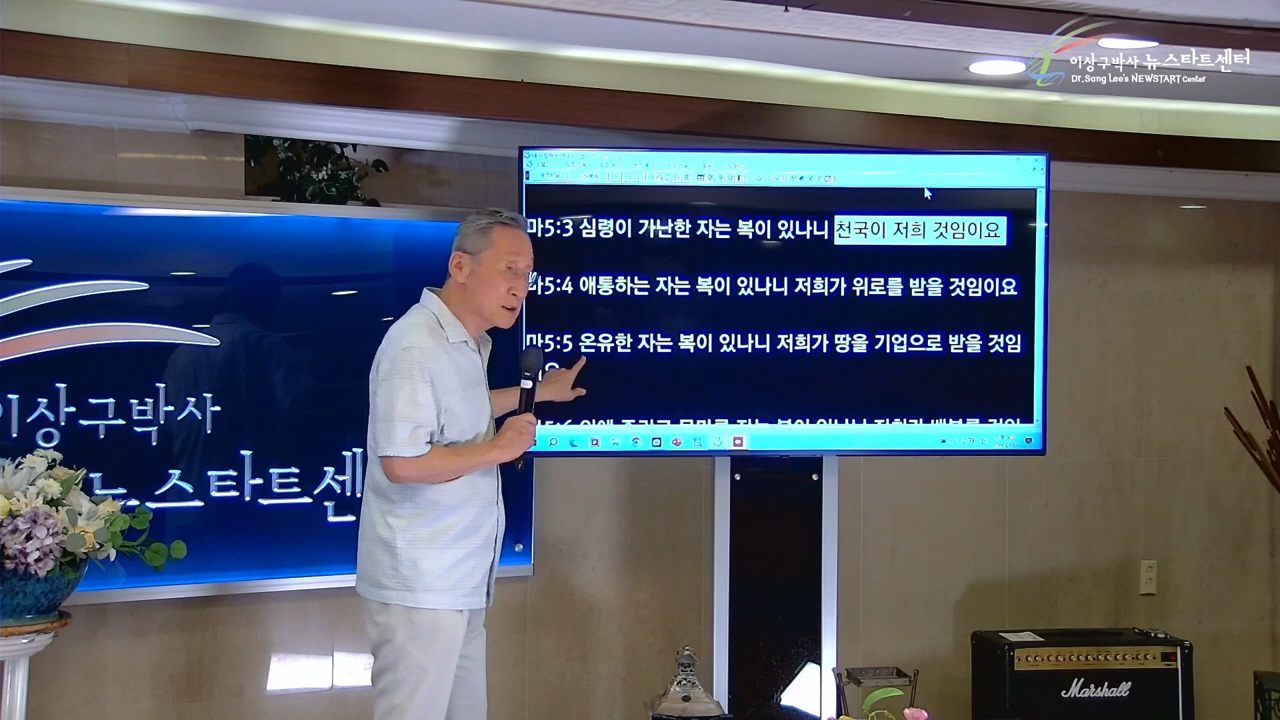 이상구박사 뉴스타트센터
Dr. Sang Lee's NEWSTART Center
마5:3 심령이 가난한 자는 복이 있나니 천국이 저희 것임이요
5:4 애통하는 자는 복이 있나니 저희가 위로를 받을 것임이요
마5:5 온유한 자는 복이 있나니 저희가 땅을 기업으로 받을 것임
이상구박사
뉴스타트센
Marshall